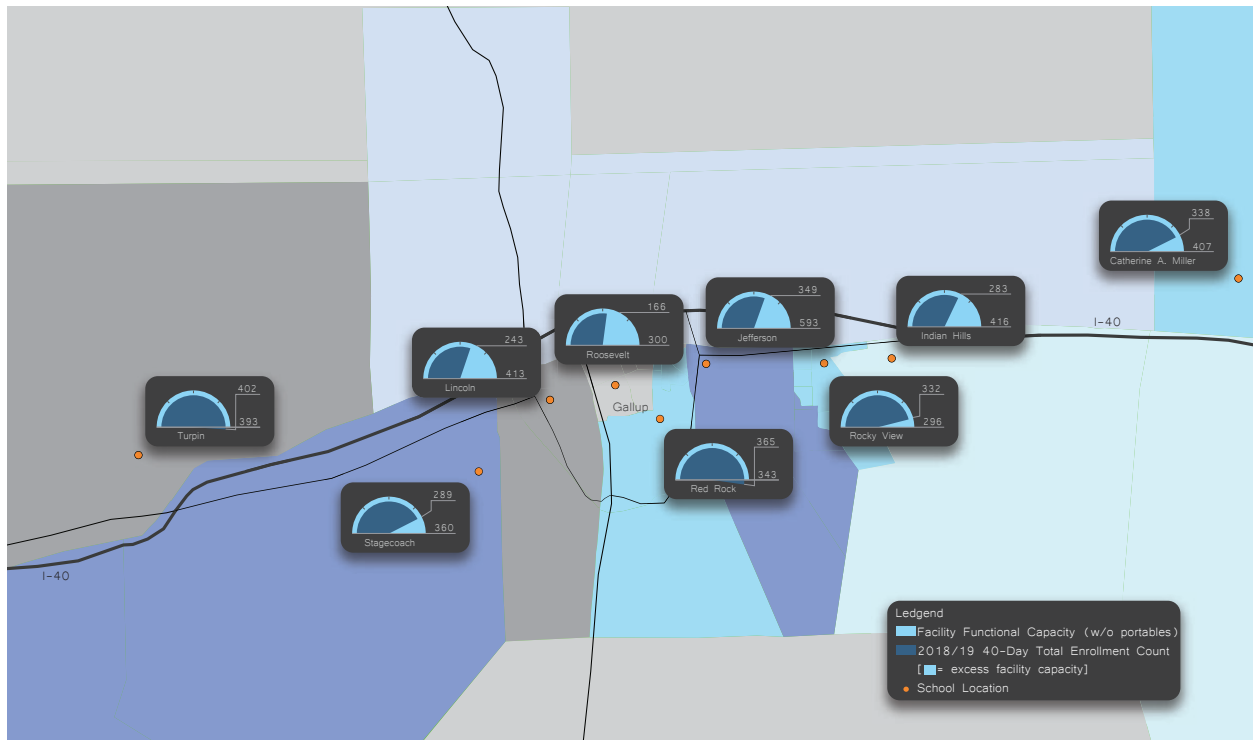 338
407
Catherine A. Miller
283
416
Indian Hills
I-40
349
593
Jefferson
166
300
Roosevelt
243
413
Lincoln
402
393
Turpin
Gallup
332
296
Rocky View
365
343
Red Rock
289
360
Stagecoach
I-40
Ledgend
Facility Functional Capacity (w/o portables)
2018/19 40-Day Total Enrollment Count
[ = excess facility capacity]
School Location